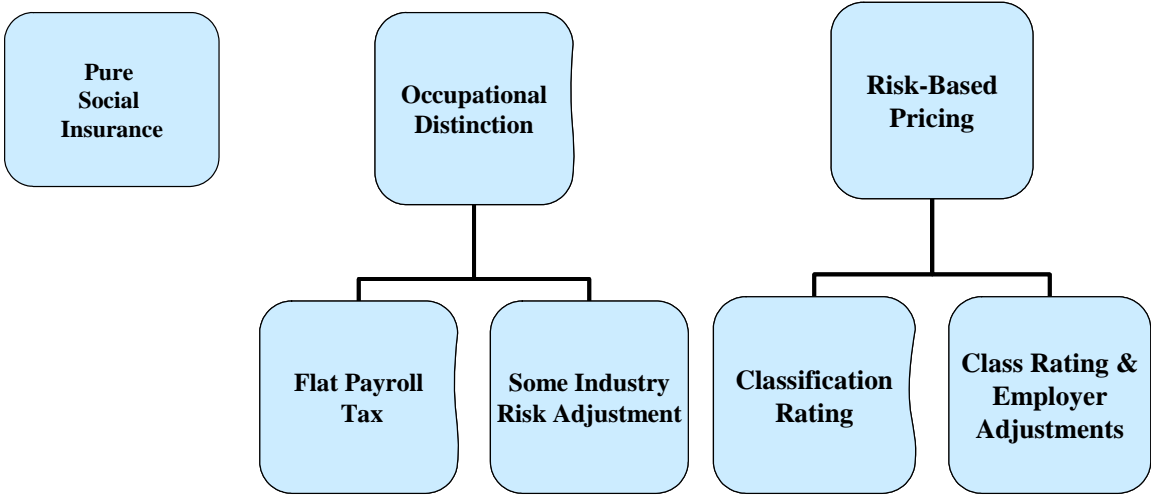 Pure
Social
Insurance
Occupational
Distinction
Risk-Based
Pricing
Flat Payroll
Tax
Some Industry
Risk Adjustment
Classification
Rating
Class Rating &
Employer
Adjustments